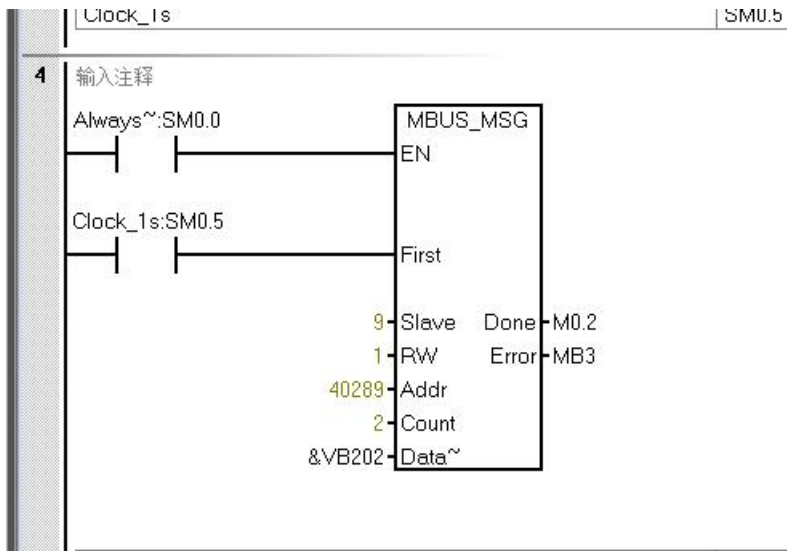 Clock_1s SM0.5
4 输入注释
Always~:SM0.0 MBUS_MSG
EN
Clock_1s:SM0.5
First
9 Slave Done M0.2
1 RW Error MB3
40289 Addr
2 Count
&VB202 Data~